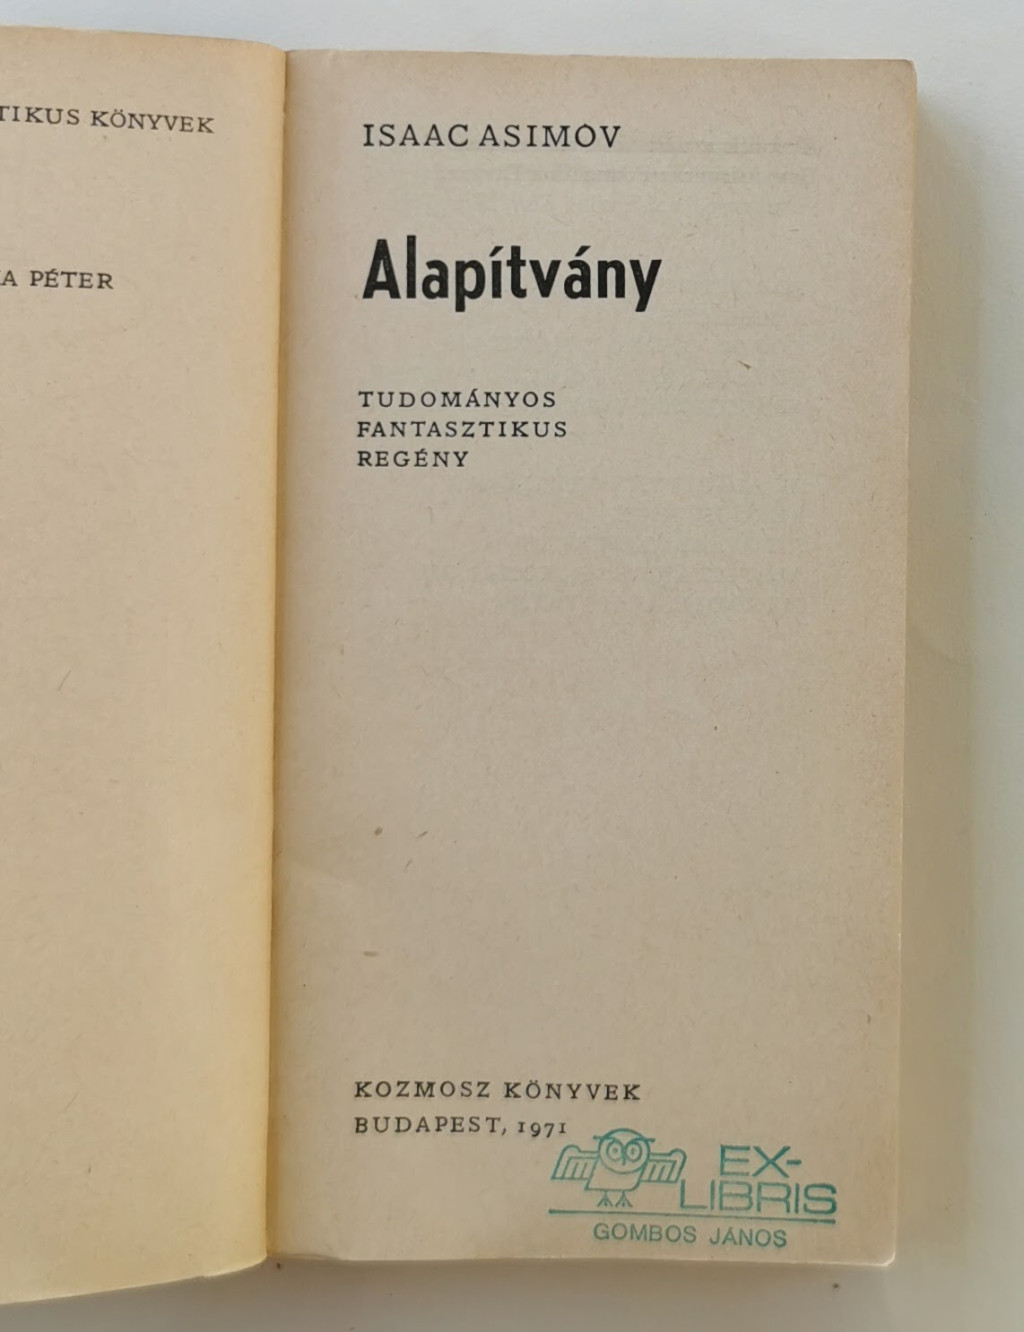 TIKUS KÖNYVEK
A PÉTER
ISAAC ASIMOV
Alapítvány
TUDOMÁNYOS
FANTASZTIKUS
REGÉNY
KOZMOSZ KÖNYVEK
BUDAPEST, 1971
EX-
LIBRIS
GOMBOS JÁNOS